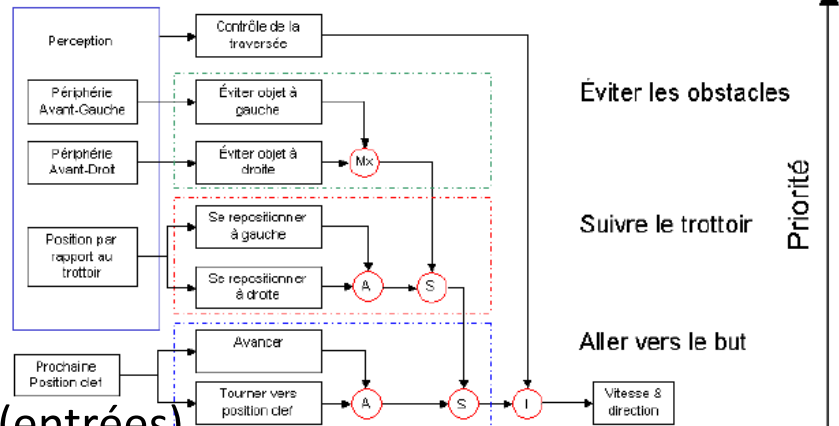 Perception
Contrôle de la
traversée
Périphérie
Avant-Gauche
Éviter objet à
gauche
Éviter les obstacles
Périphérie
Avant-Droit
Éviter objet à
droite
Mx
Priorité
Position par
rapport au
trottoir
Se repositionner
à gauche
Suivre le trottoir
Se repositionner
à droite
A
S
Prochaine
Position clef
Avancer
Aller vers le but
Tourner vers
position clef
A
S
I
Vitesse &
direction
(entrées)